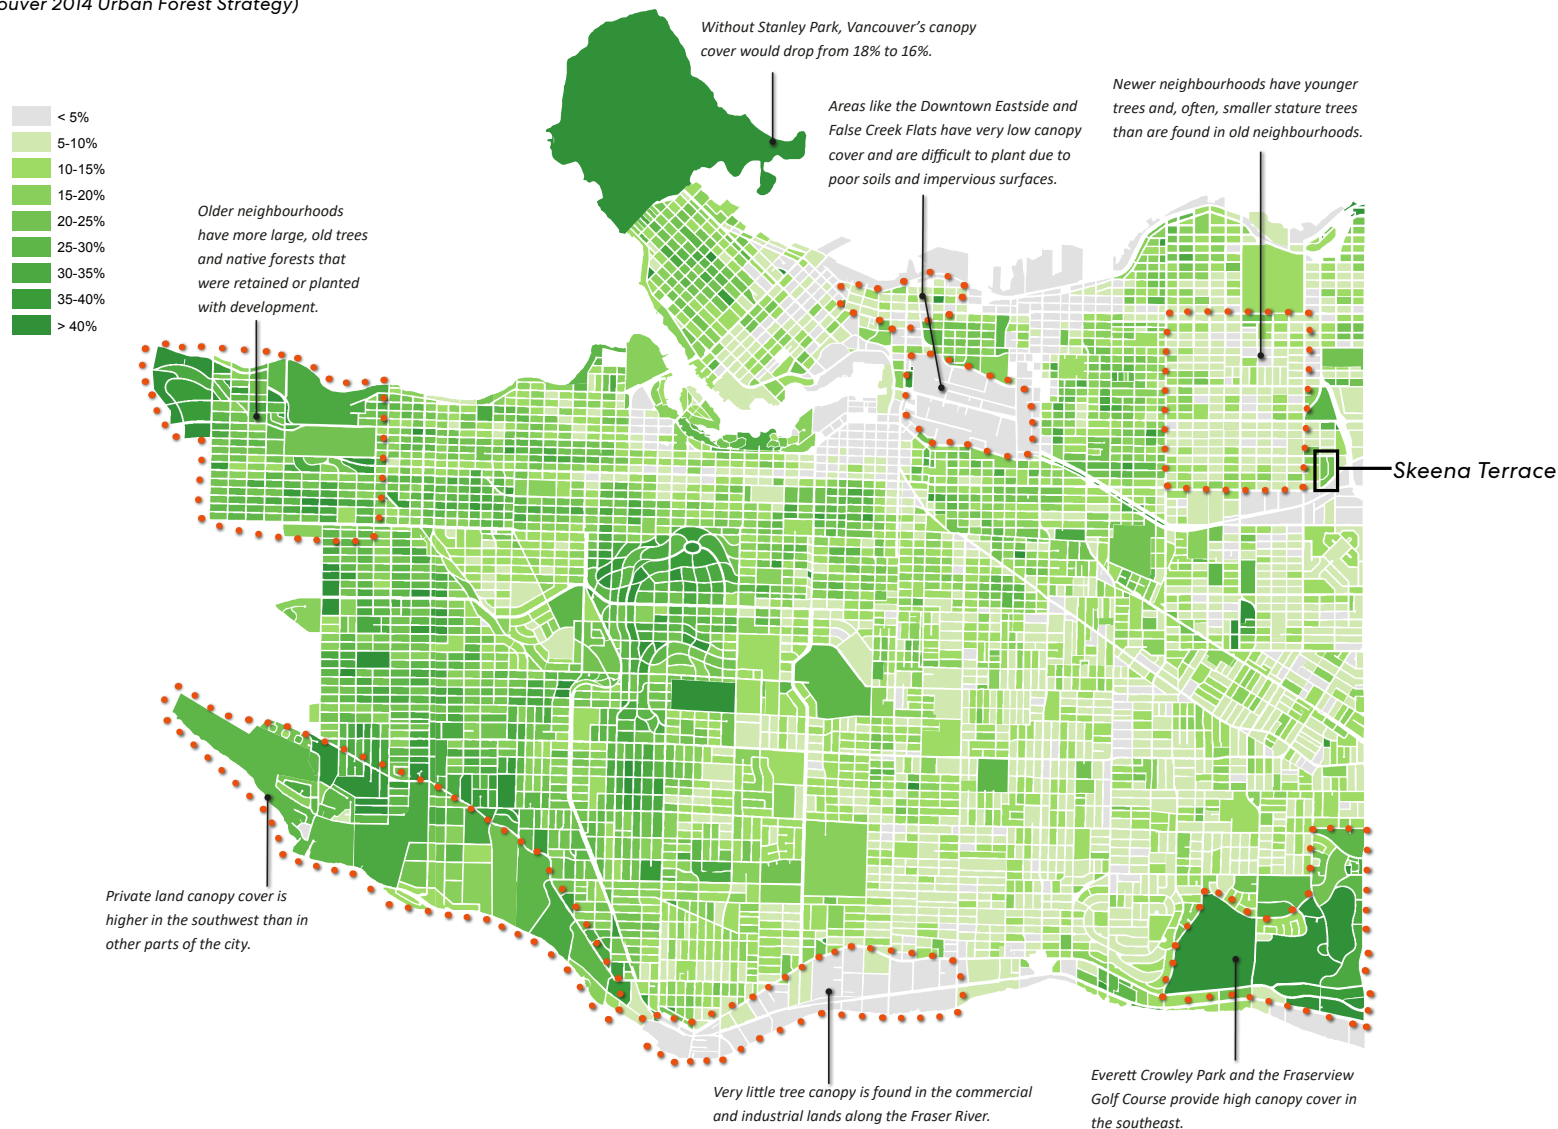 ouver 2014 Urban Forest Strategy)
Without Stanley Park, Vancouver's canopy
cover would drop from 18% to 16%.
Newer neighbourhoods have younger
trees and, often, smaller stature trees
than are found in old neighbourhoods.
Areas like the Downtown Eastside and
False Creek Flats have very low canopy
cover and are difficult to plant due to
poor soils and impervious surfaces.
< 5%
5-10%
10-15%
15-20%
20-25%
25-30%
30-35%
35-40%
> 40%
Older neighbourhoods
have more large, old trees
and native forests that
were retained or planted
with development.
Skeena Terrace
Private land canopy cover is
higher in the southwest than in
other parts of the city.
Very little tree canopy is found in the commercial
and industrial lands along the Fraser River.
Everett Crowley Park and the Fraserview
Golf Course provide high canopy cover in
the southeast.